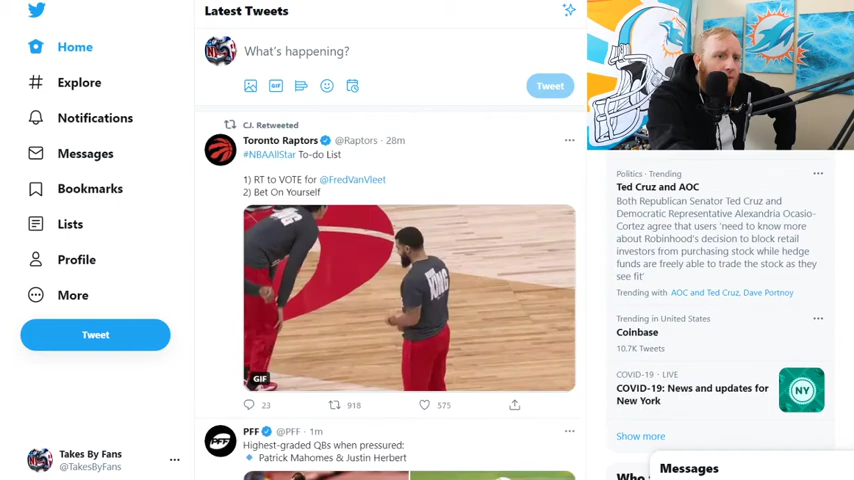 Latest Tweets
Home
What's happening?
GIF
Tweet
Explore
Notifications
Messages
Bookmarks
Lists
Profile
More
Tweet
Takes By Fans
@TakesByFans
CJ. Retweeted
Toronto Raptors @Raptors · 28m
#NBAAllStar To-do List
1) RT to VOTE for @FredVanVleet
2) Bet On Yourself
KING
GIF
23
918
575
PFF @PFF · 1m
Highest-graded QBs when pressured:
Patrick Mahomes & Justin Herbert
Politics · Trending
Ted Cruz and AOC
Both Republican Senator Ted Cruz and
Democratic Representative Alexandria Ocasio-
Cortez agree that users 'need to know more
about Robinhood's decision to block retail
investors from purchasing stock while hedge
funds are freely able to trade the stock as they
see fit'
Trending with AOC and Ted Cruz, Dave Portnoy
Trending in United States
Coinbase
10.7K Tweets
COVID-19 · LIVE
COVID-19: News and updates for
New York
NY
Show more
Who
Messages